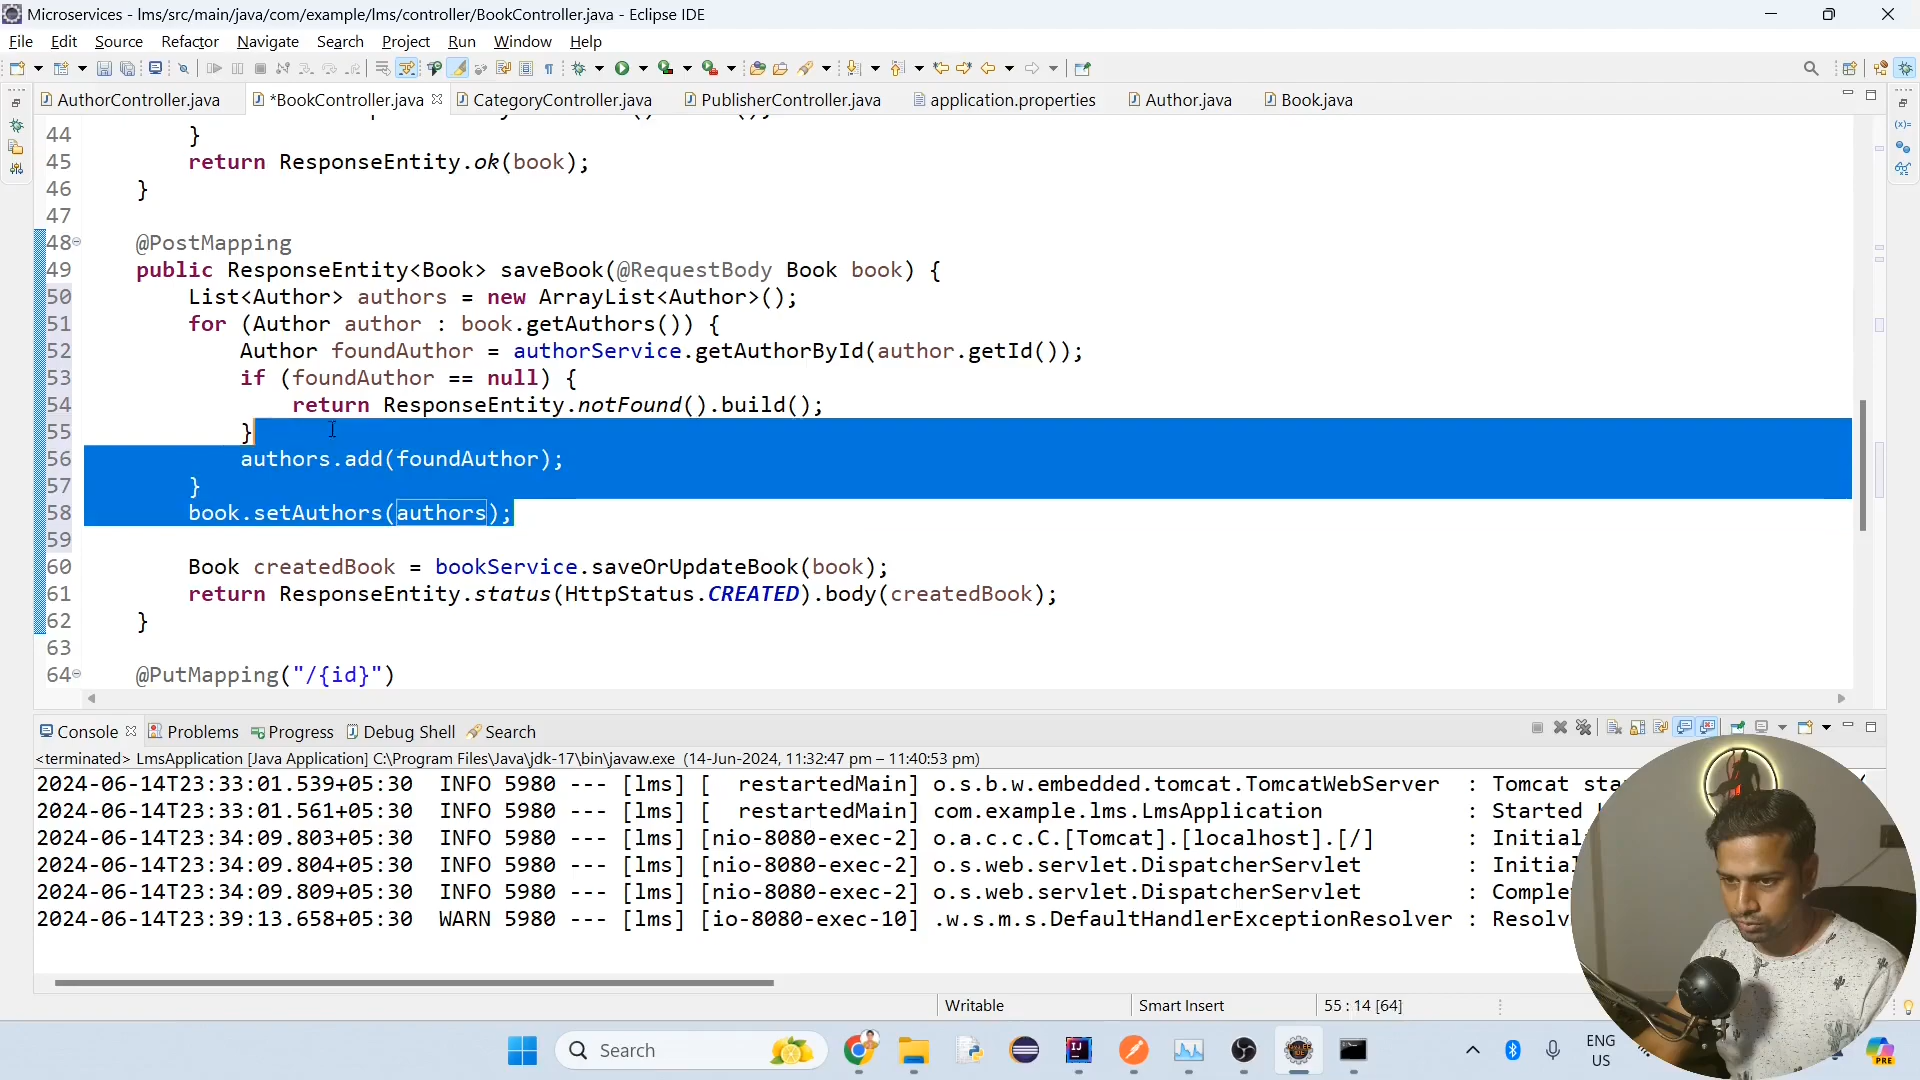 Microservices - lms/src/main/java/com/example/lms/controller/BookController.java - Eclipse IDE
File Edit Source Refactor Navigate Search Project Run Window Help
AuthorController.java *BookController.java CategoryController.java PublisherController.java application.properties Author.java Book.java
44 }
45 return ResponseEntity.ok(book);
46 }
47
48 @PostMapping
49 public ResponseEntity<Book> saveBook(@RequestBody Book book) {
50 List<Author> authors = new ArrayList<Author>();
51 for (Author author : book.getAuthors()) {
52 Author foundAuthor = authorService.getAuthorById(author.getId());
53 if (foundAuthor == null) {
54 return ResponseEntity.notFound().build();
55 }
56 authors.add(foundAuthor);
57 }
58 book.setAuthors(authors);
59
60 Book createdBook = bookService.saveOrUpdateBook(book);
61 return ResponseEntity.status(HttpStatus.CREATED).body(createdBook);
62 }
63
64 @PutMapping("/{id}")
Console Problems Progress Debug Shell Search
<terminated> LmsApplication [Java Application] C:\Program Files\Java\jdk-17\bin\javaw.exe (14-Jun-2024, 11:32:47 pm – 11:40:53 pm)
2024-06-14T23:33:01.539+05:30 INFO 5980 --- [lms] [ restartedMain] o.s.b.w.embedded.tomcat.TomcatWebServer : Tomcat sta
2024-06-14T23:33:01.561+05:30 INFO 5980 --- [lms] [ restartedMain] com.example.lms.LmsApplication : Started
2024-06-14T23:34:09.803+05:30 INFO 5980 --- [lms] [nio-8080-exec-2] o.a.c.c.C.[Tomcat].[localhost].[/] : Initial
2024-06-14T23:34:09.804+05:30 INFO 5980 --- [lms] [nio-8080-exec-2] o.s.web.servlet.DispatcherServlet : Initial
2024-06-14T23:34:09.809+05:30 INFO 5980 --- [lms] [nio-8080-exec-2] o.s.web.servlet.DispatcherServlet : Comple
2024-06-14T23:39:13.658+05:30 WARN 5980 --- [lms] [io-8080-exec-10] .w.s.m.s.DefaultHandlerExceptionResolver : Resolv
Writable Smart Insert 55 : 14 [64]
Search ENG
US
PRE